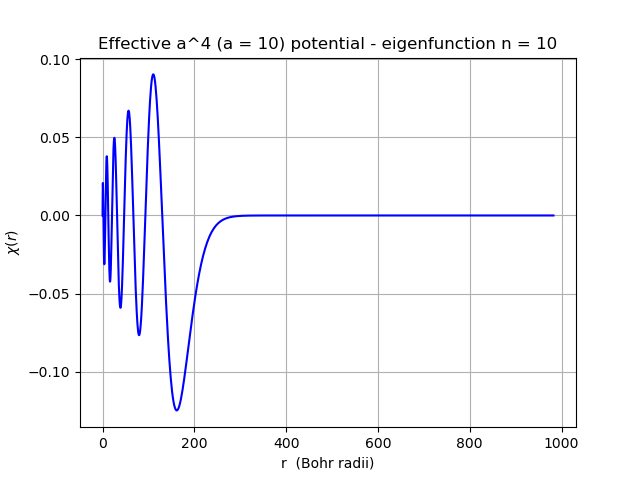 Effective a^4 (a = 10) potential - eigenfunction n = 10
0.10
0.05
0.00
−0.05
−0.10
χ(r)
0 200 400 600 800 1000
r (Bohr radii)